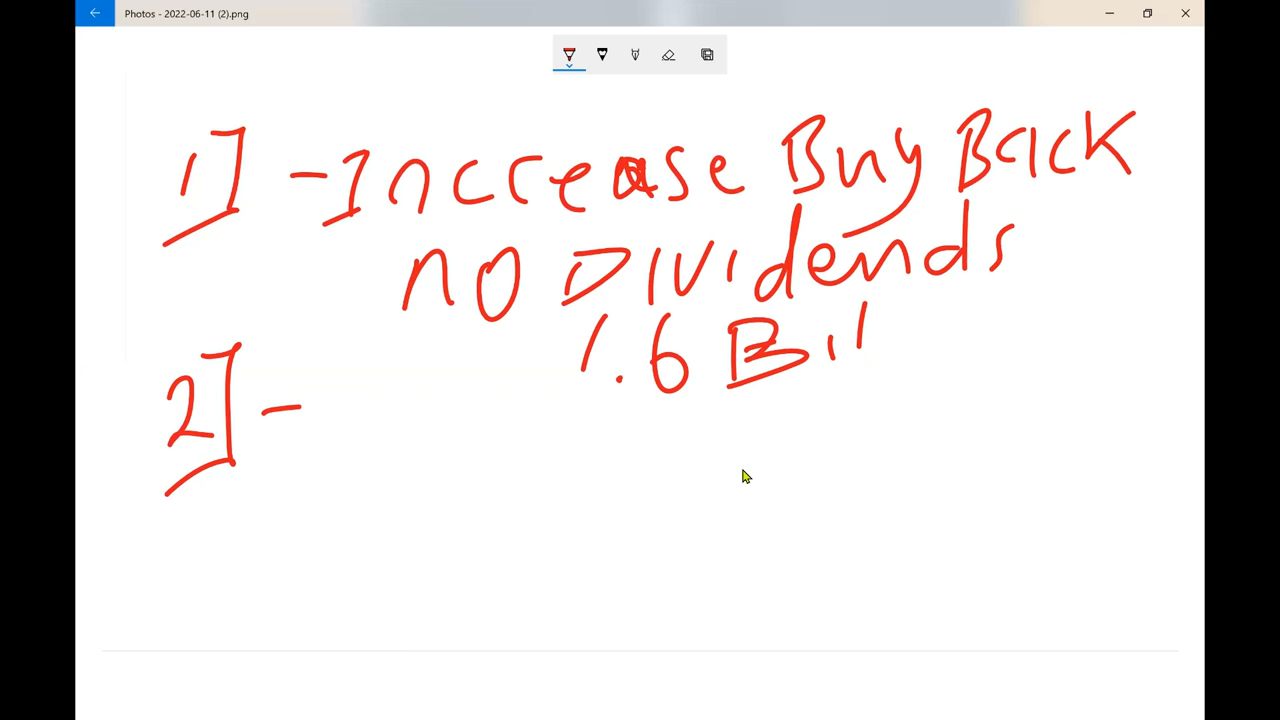 Photos - 2022-06-11 (2).png
1] - Increase Buy Back
no Dividends
1.6 Bil
2] -